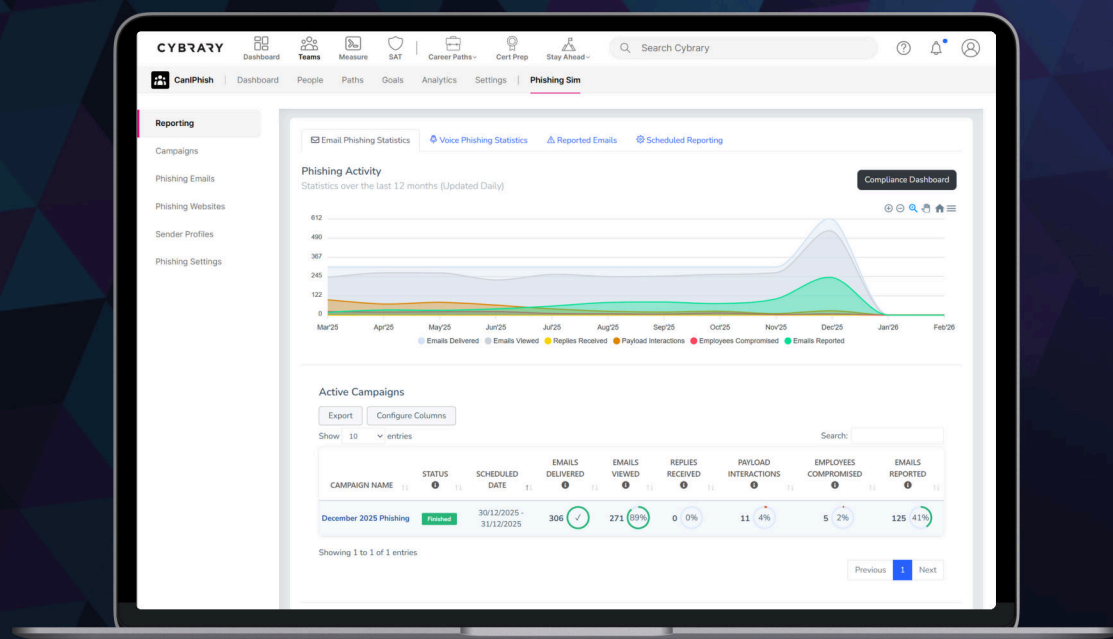 CYBRARY
Dashboard
Teams
Measure
SAT
Career Paths
Cert Prep
Stay Ahead
Search Cybrary
CanIPhish
Dashboard
People
Paths
Goals
Analytics
Settings
Phishing Sim
Reporting
Campaigns
Phishing Emails
Phishing Websites
Sender Profiles
Phishing Settings
Email Phishing Statistics
Voice Phishing Statistics
Reported Emails
Scheduled Reporting
Phishing Activity
Statistics over the last 12 months (Updated Daily)
Compliance Dashboard
612
490
367
245
122
0
Mar'25 Apr'25 May'25 Jun'25 Jul'25 Aug'25 Sep'25 Oct'25 Nov'25 Dec'25 Jan'26 Feb'26
Emails Delivered Emails Viewed Replies Received Payload Interactions Employees Compromised Emails Reported
Active Campaigns
Export
Configure Columns
Show 10 entries
Search:
CAMPAIGN NAME
STATUS
SCHEDULED
DATE
EMAILS
DELIVERED
EMAILS
VIEWED
REPLIES
RECEIVED
PAYLOAD
INTERACTIONS
EMPLOYEES
COMPROMISED
EMAILS
REPORTED
December 2025 Phishing
Finished
30/12/2025 -
31/12/2025
306
271 89%
0 0%
11 4%
5 2%
125 41%
Showing 1 to 1 of 1 entries
Previous 1 Next